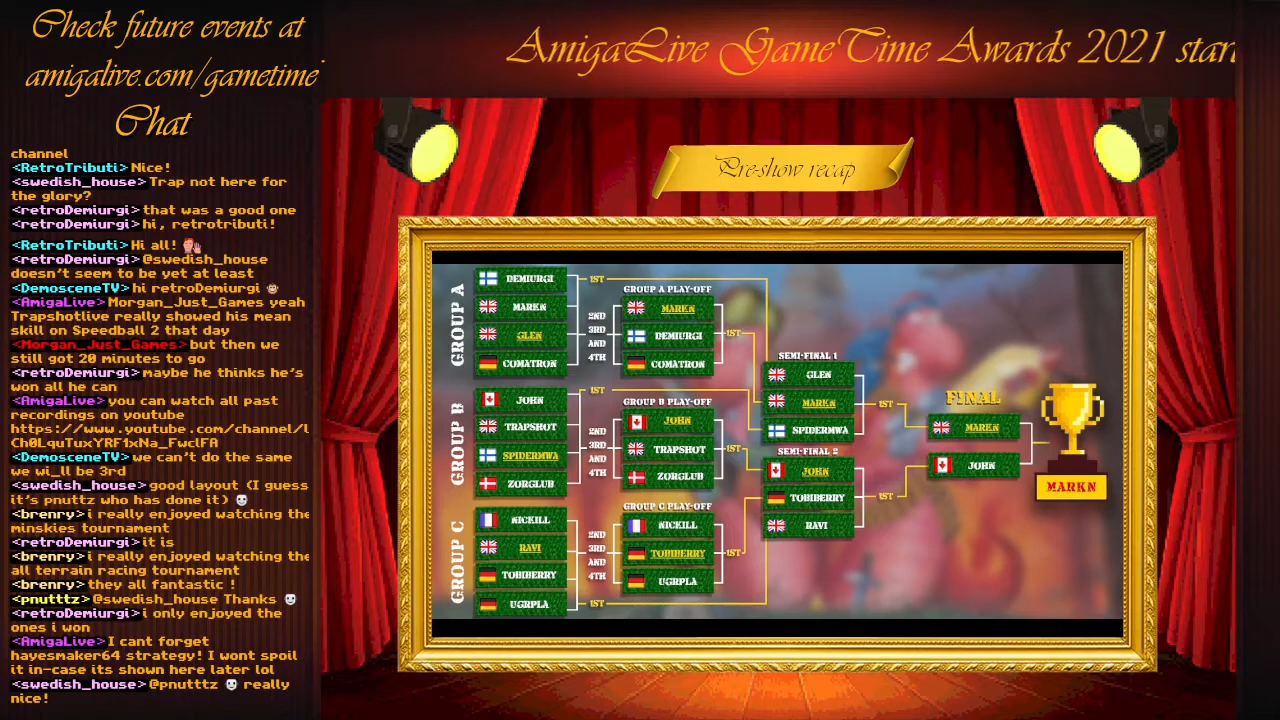 Check future events at
amigalive.com/gametime
Chat
channel
<RetroTributi> Nice!
<swedish_house> Trap not here for
the glory?
<retroDemiurgi> that was a good one
<retroDemiurgi> hi, retrotributi!
<RetroTributi> Hi all!
<retroDemiurgi> @swedish_house
doesn't seem to be yet at least
<DemosceneTV> hi retroDemiurgi
<AmigaLive> Morgan_Just_Games yeah
Trapshotlive really showed his mean
skill on Speedball 2 that day
<Morgan_Just_Games> but then we
still got 20 minutes to go
<retroDemiurgi> maybe he thinks he's
won all he can
<AmigaLive> you can watch all past
recordings on youtube
https://www.youtube.com/channel/
Ch0LquTuxYRF1xNa_FwclFA
<DemosceneTV> we can't do the same
we wi_ll be 3rd
<swedish_house> good layout (I guess
it's pnuttz who has done it)
<brenry> i really enjoyed watching the
minskies tournament
<retroDemiurgi> it is
<brenry> i really enjoyed watching the
all terrain racing tournament
<brenry> they all fantastic !
<pnutttz> @swedish_house Thanks
<retroDemiurgi> i only enjoyed the
ones i won
<AmigaLive> I cant forget
hayesmaker64 strategy! I wont spoil
it in-case its shown here later lol
<swedish_house> @pnutttz really
nice!
AmigaLive GameTime Awards 2021 start
Pre-show recap
GROUP A
DEMIURGI
MARKN
GLEN
COMATRON
1ST
2ND
3RD
AND
4TH
GROUP A PLAY-OFF
MARKN
DEMIURGI
COMATRON
1ST
GROUP B
JOHN
TRAPSHOT
SPIDERMWA
ZORGLUB
1ST
2ND
3RD
AND
4TH
GROUP B PLAY-OFF
JOHN
TRAPSHOT
ZORGLUB
1ST
GROUP C
NICKILL
RAVI
TOBIBERRY
UGRPLA
2ND
3RD
AND
4TH
1ST
GROUP C PLAY-OFF
NICKILL
TOBIBERRY
UGRPLA
1ST
SEMI-FINAL 1
GLEN
MARKN
SPIDERMWA
1ST
SEMI-FINAL 2
JOHN
TOBIBERRY
RAVI
1ST
FINAL
MARKN
JOHN
MARKN